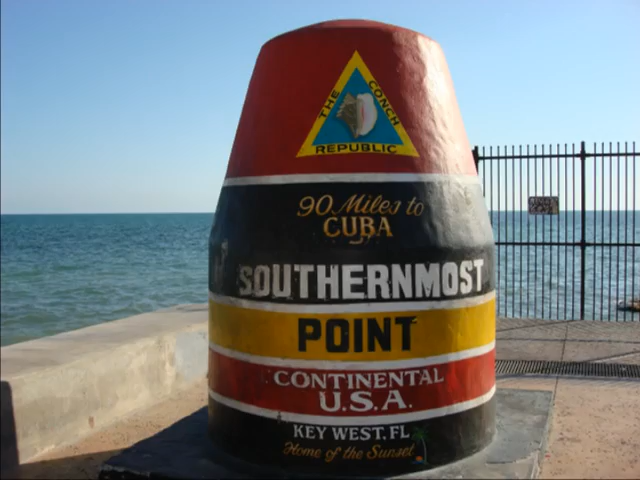 THE CONCH
REPUBLIC
90 Miles to
CUBA
SOUTHERNMOST
POINT
CONTINENTAL
U.S.A.
KEY WEST, FL
Home of the Sunset